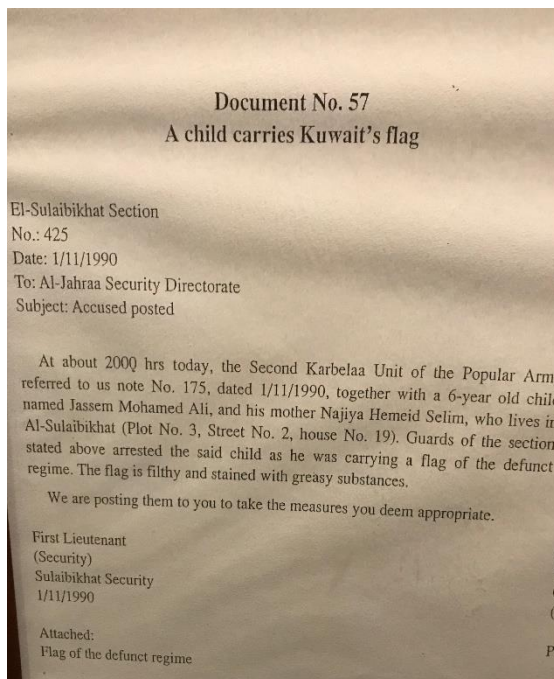 Document No. 57
A child carries Kuwait's flag
El-Sulaibikhat Section
No.: 425
Date: 1/11/1990
To: Al-Jahraa Security Directorate
Subject: Accused posted
At about 2000 hrs today, the Second Karbelaa Unit of the Popular Arm
referred to us note No. 175, dated 1/11/1990, together with a 6-year old chil
named Jassem Mohamed Ali, and his mother Najiya Hemeid Selim, who lives in
Al-Sulaibikhat (Plot No. 3, Street No. 2, house No. 19). Guards of the section
stated above arrested the said child as he was carrying a flag of the defunct
regime. The flag is filthy and stained with greasy substances.
We are posting them to you to take the measures you deem appropriate.
First Lieutenant
(Security)
Sulaibikhat Security
1/11/1990
Attached:
Flag of the defunct regime
P